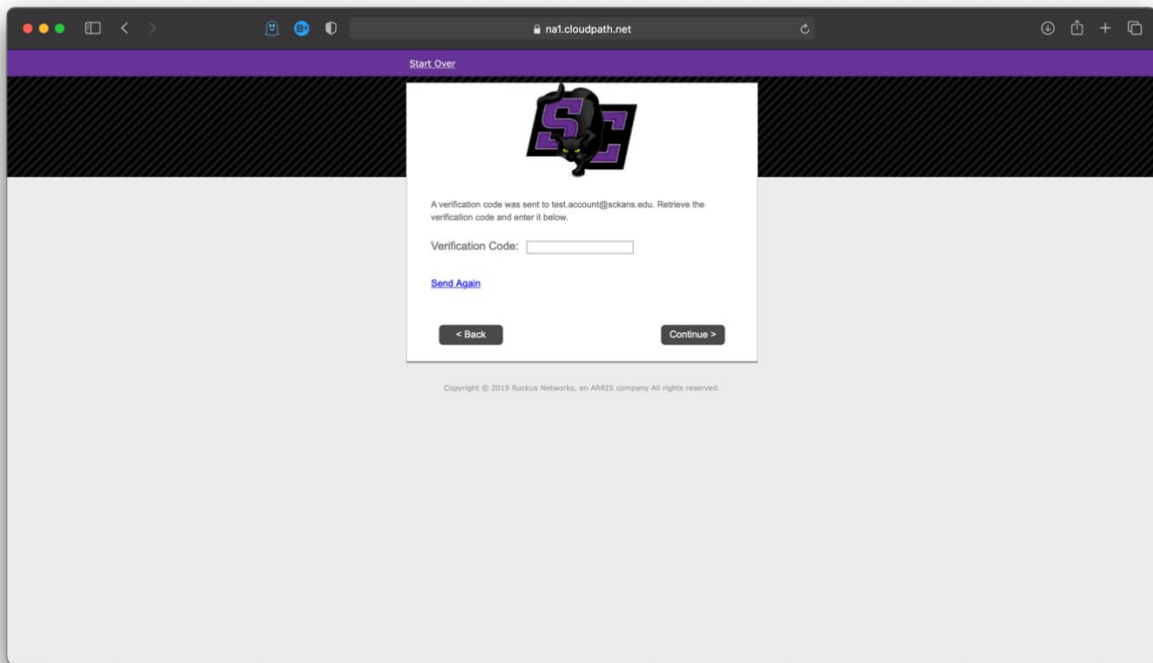 na1.cloudpath.net
Start Over
SC
A verification code was sent to test.account@sckans.edu. Retrieve the
verification code and enter it below.
Verification Code:
Send Again
< Back
Continue >
Copyright © 2019 Ruckus Networks, an ARRIS company All rights reserved.